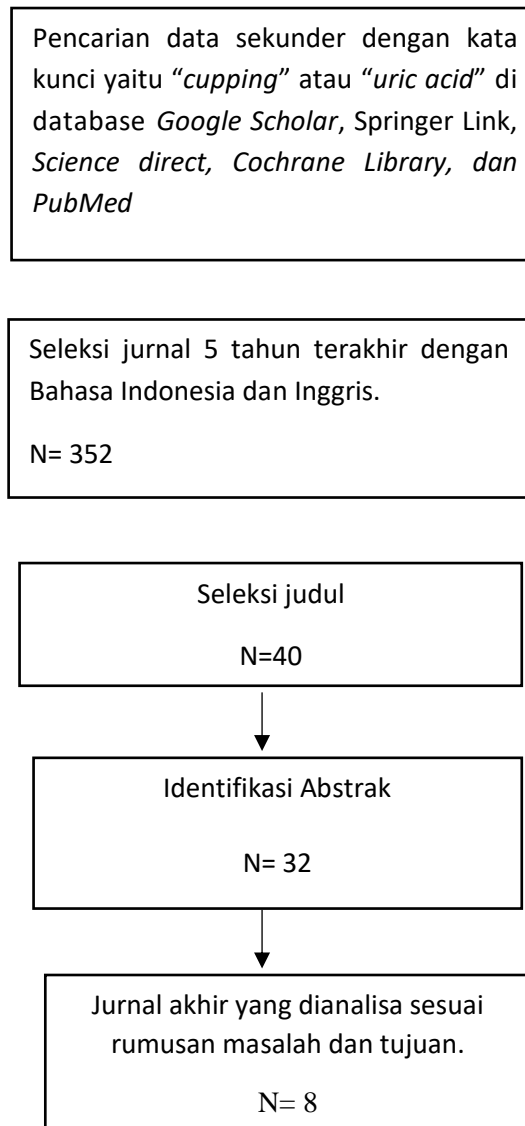 Pencarian data sekunder dengan kata
kunci yaitu “cupping” atau “uric acid” di
database Google Scholar, Springer Link,
Science direct, Cochrane Library, dan
PubMed
Seleksi jurnal 5 tahun terakhir dengan
Bahasa Indonesia dan Inggris.
N= 352
Seleksi judul
N=40
Identifikasi Abstrak
N= 32
Jurnal akhir yang dianalisa sesuai
rumusan masalah dan tujuan.
N= 8